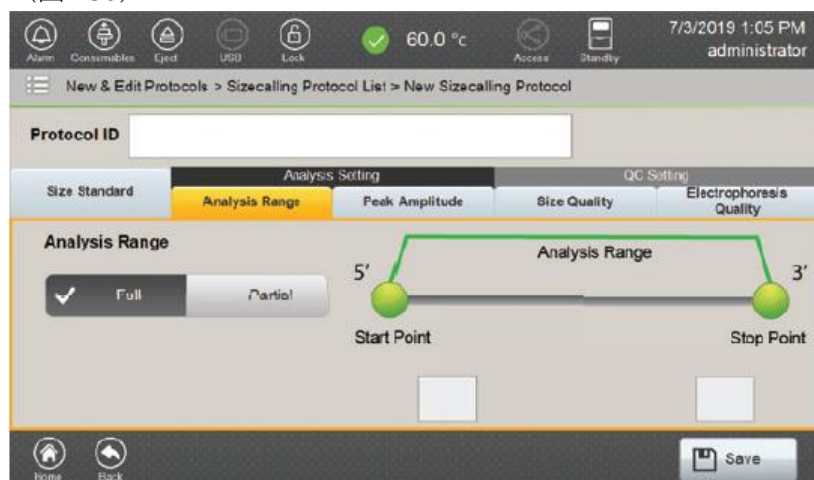 7/3/2019 1:05 PM
60.0 °c
administrator
Alarm Consumables Eject USB Lock Access Standby
New & Edit Protocols > Sizecalling Protocol List > New Sizecalling Protocol
Protocol ID
Analysis Setting QC Setting
Size Standard Analysis Range Peak Amplitude Size Quality Electrophoresis Quality
Analysis Range
Analysis Range
5' 3'
Full Partial
Start Point Stop Point
Home Back Save